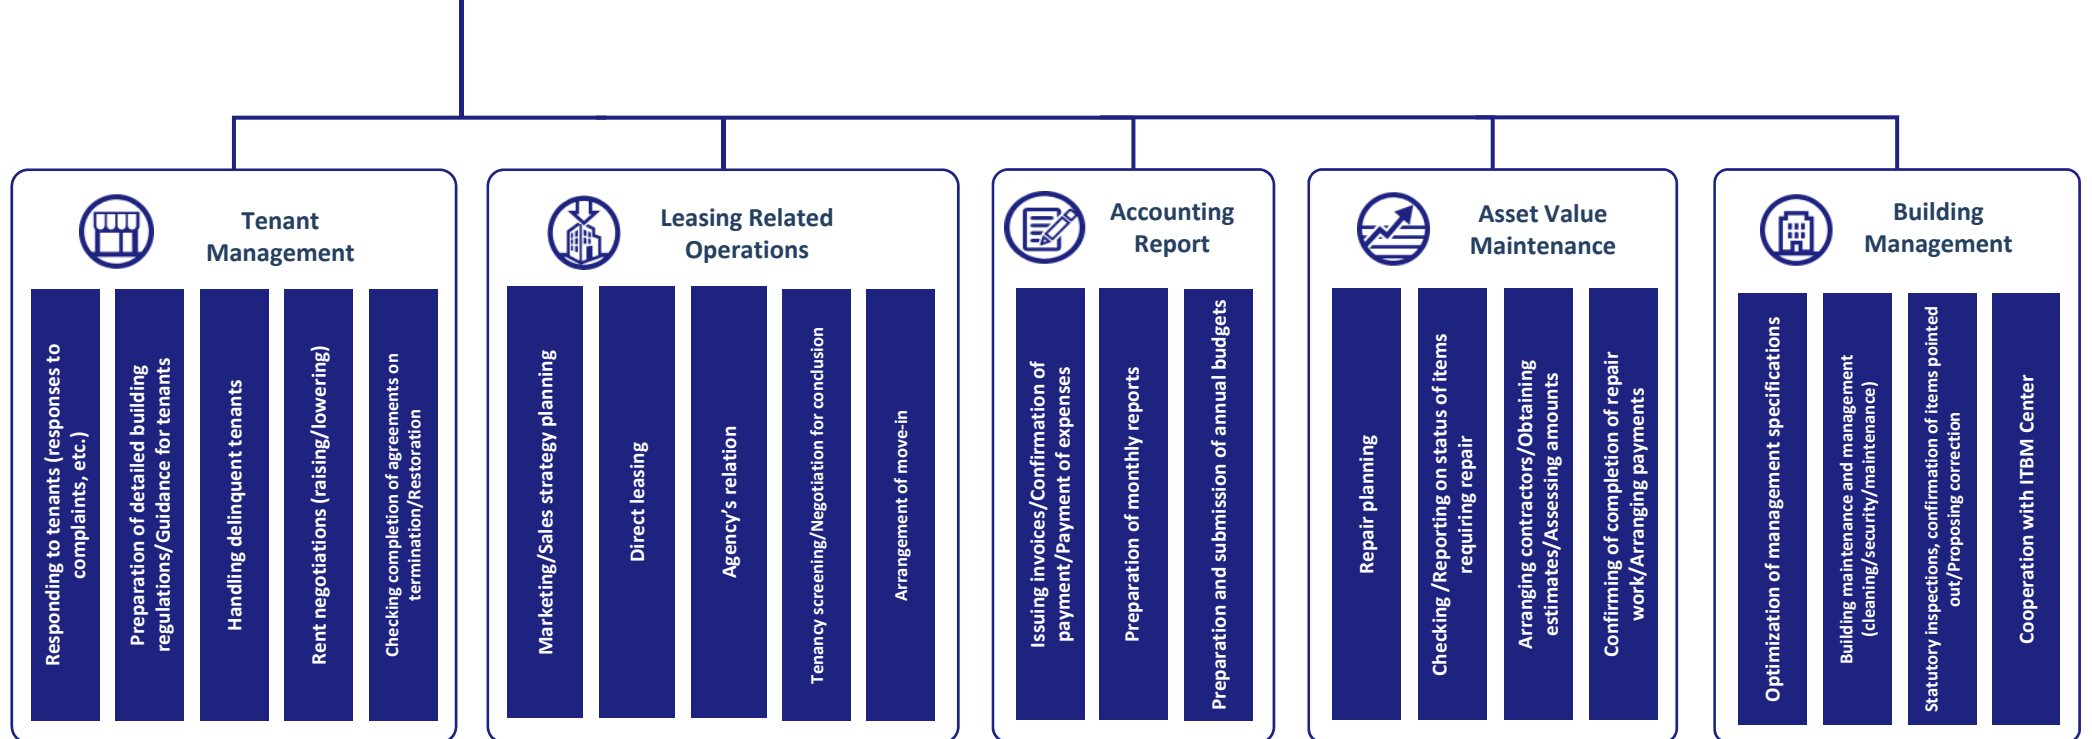 Tenant
Management
Responding to tenants (responses to
complaints, etc.)
Preparation of detailed building
regulations/Guidance for tenants
Handling delinquent tenants
Rent negotiations (raising/lowering)
Checking completion of agreements on
termination/Restoration
Leasing Related
Operations
Marketing/Sales strategy planning
Direct leasing
Agency’s relation
Tenancy screening/Negotiation for conclusion
Arrangement of move-in
Accounting
Report
Issuing invoices/Confirmation of
payment/Payment of expenses
Preparation of monthly reports
Preparation and submission of annual budgets
Asset Value
Maintenance
Repair planning
Checking /Reporting on status of items
requiring repair
Arranging contractors/Obtaining
estimates/Assessing amounts
Confirming of completion of repair
work/Arranging payments
Building
Management
Optimization of management specifications
Building maintenance and management
(cleaning/security/maintenance)
Statutory inspections, confirmation of items pointed
out/Proposing correction
Cooperation with ITBM Center